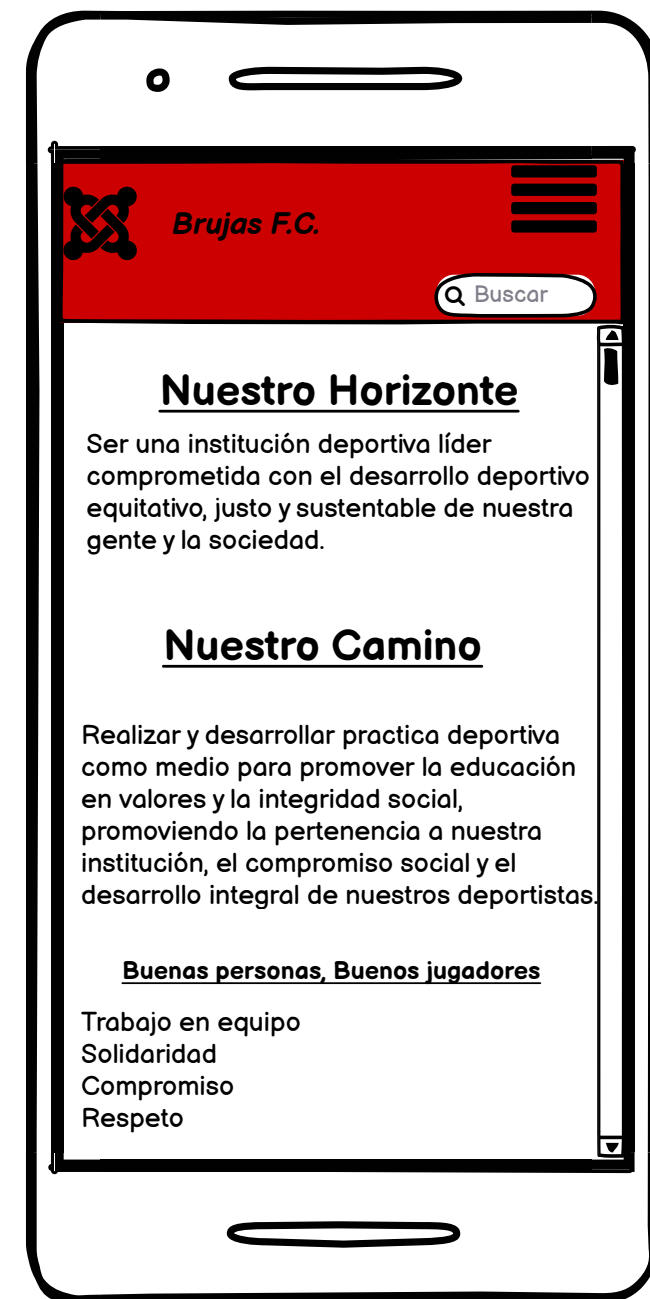 Brujas F.C.
Buscar
Nuestro Horizonte
Ser una institución deportiva líder
comprometida con el desarrollo deportivo
equitativo, justo y sustentable de nuestra
gente y la sociedad.
Nuestro Camino
Realizar y desarrollar practica deportiva
como medio para promover la educación
en valores y la integridad social,
promoviendo la pertenencia a nuestra
institución, el compromiso social y el
desarrollo integral de nuestros deportistas.
Buenas personas, Buenos jugadores
Trabajo en equipo
Solidaridad
Compromiso
Respeto